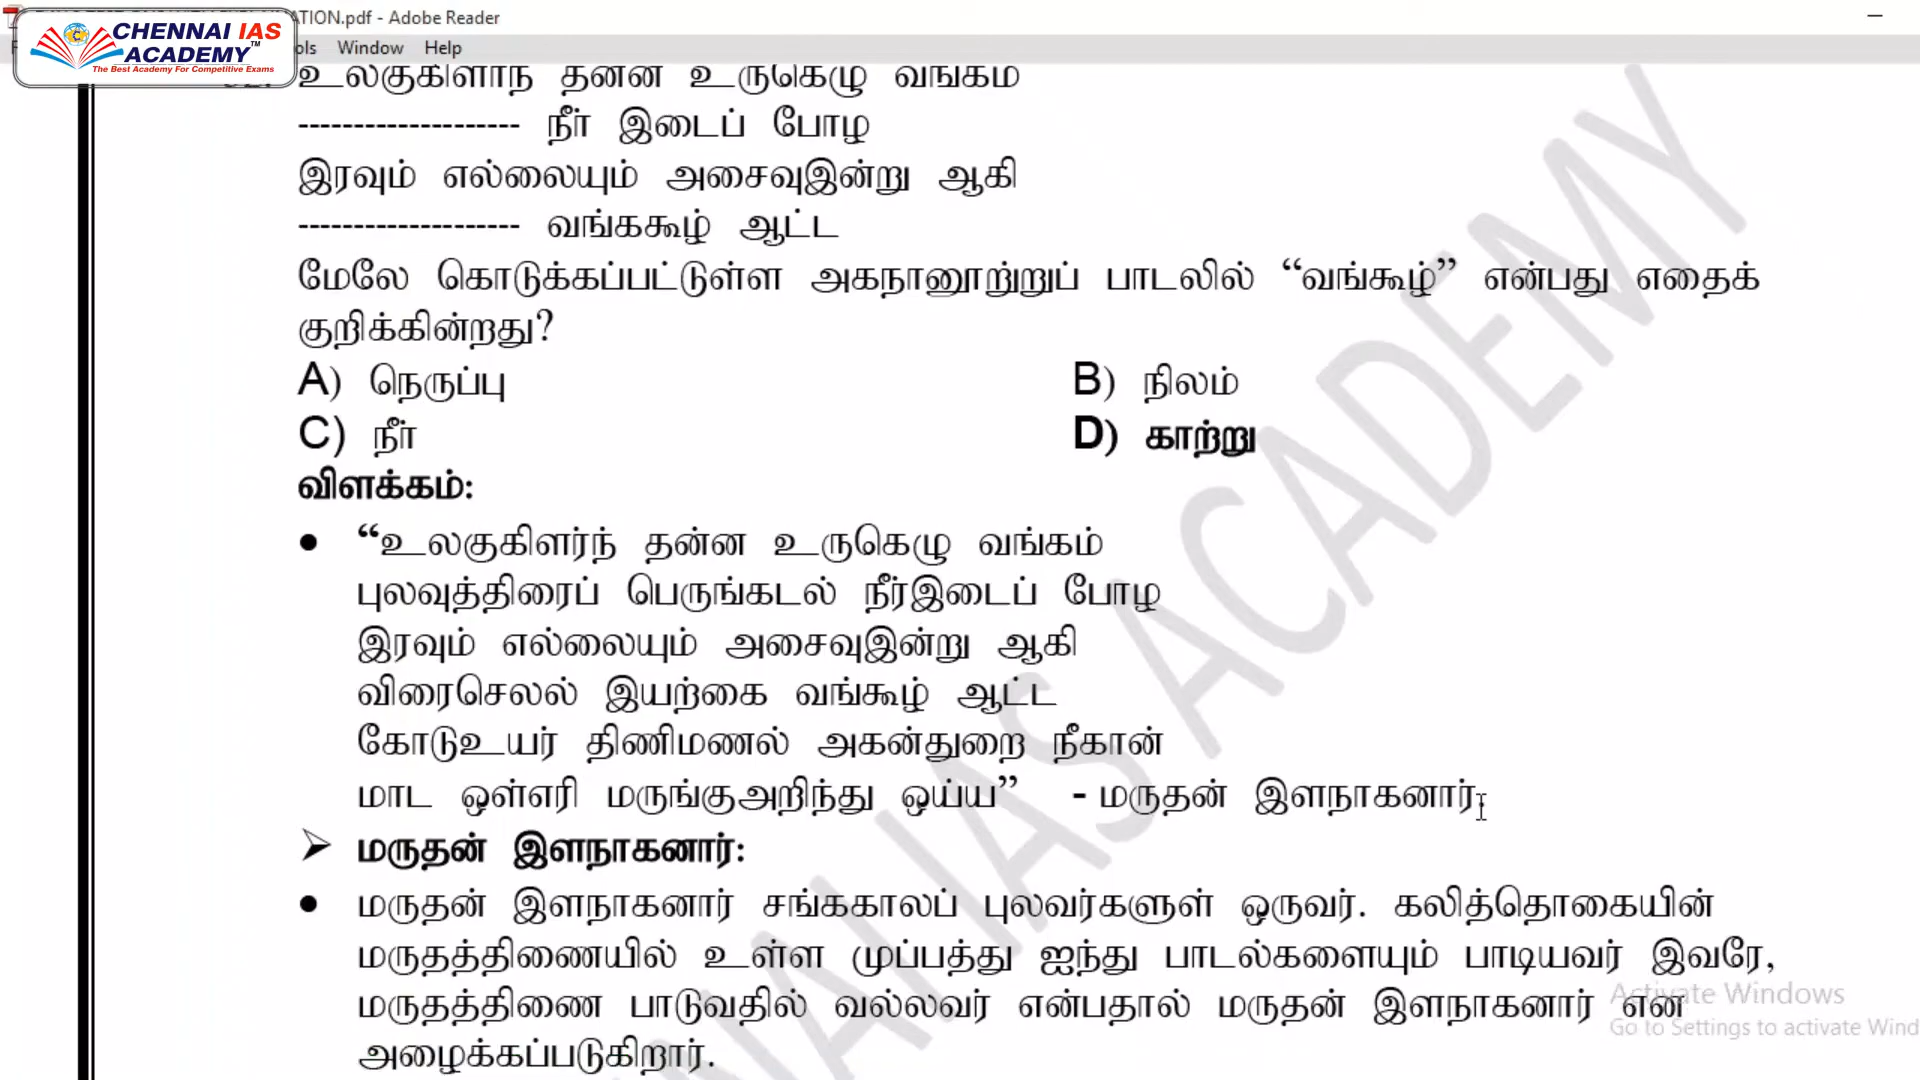 CHENNAI IAS
ACADEMY™
The Best Academy For Competitive Exams
ATION.pdf - Adobe Reader
ols Window Help
உலகுகிளர்ந் தன்ன உருகெழு வங்கம்
-------------------- நீர் இடைப் போழ
இரவும் எல்லையும் அசைவுஇன்று ஆகி
-------------------- வங்ககூழ் ஆட்ட
மேலே கொடுக்கப்பட்டுள்ள அகநானூற்றுப் பாடலில் “வங்கூழ்” என்பது எதைக்
குறிக்கின்றது?
A) நெருப்பு B) நிலம்
C) நீர் D) காற்று
விளக்கம்:
• “உலகுகிளர்ந் தன்ன உருகெழு வங்கம்
புலவுத்திரைப் பெருங்கடல் நீர்இடைப் போழ
இரவும் எல்லையும் அசைவுஇன்று ஆகி
விரைசெலல் இயற்கை வங்கூழ் ஆட்ட
கோடுஉயர் திணிமணல் அகன்துறை நீகான்
மாட ஒள்எரி மருங்குஅறிந்து ஒய்ய” - மருதன் இளநாகனார்
➢ மருதன் இளநாகனார்:
• மருதன் இளநாகனார் சங்ககாலப் புலவர்களுள் ஒருவர். கலித்தொகையின்
மருதத்திணையில் உள்ள முப்பத்து ஐந்து பாடல்களையும் பாடியவர் இவரே,
மருதத்திணை பாடுவதில் வல்லவர் என்பதால் மருதன் இளநாகனார் என
அழைக்கப்படுகிறார்.
Activate Windows
Go to Settings to activate Wind
NAI IAS ACADEMY